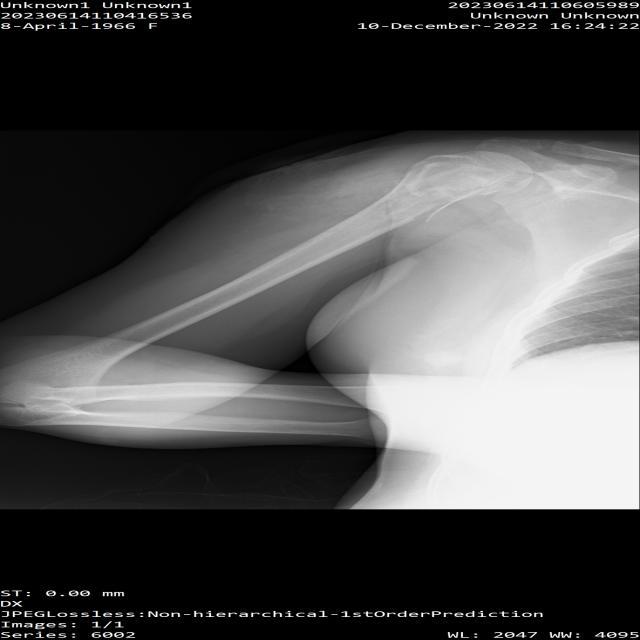 Unknown1 Unknown1
20230614110416536
8-April-1966 F
20230614110605989
Unknown Unknown
10-December-2022 16:24:22
ST: 0.00 mm
DX
JPEGLossless:Non-hierarchical-1stOrderPrediction
Images: 1/1
Series: 6002
WL: 2047 WW: 4095